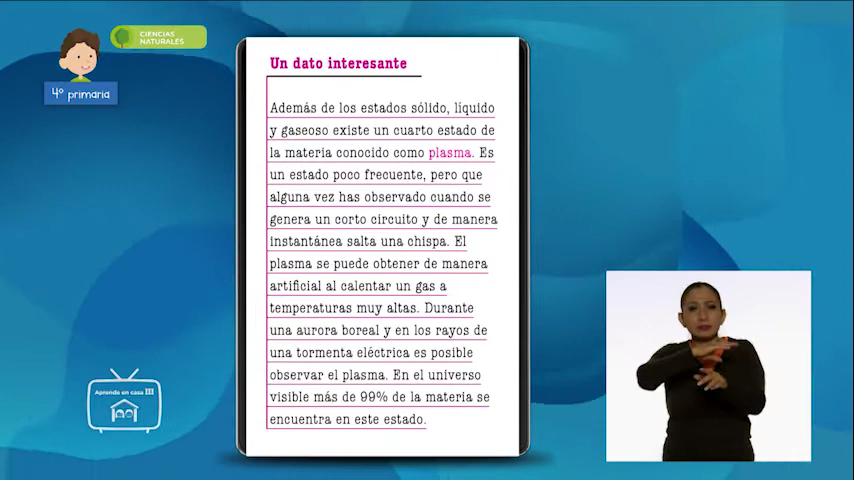 CIENCIAS
NATURALES
4º primaria
Un dato interesante
Además de los estados sólido, líquido
y gaseoso existe un cuarto estado de
la materia conocido como plasma. Es
un estado poco frecuente, pero que
alguna vez has observado cuando se
genera un corto circuito y de manera
instantánea salta una chispa. El
plasma se puede obtener de manera
artificial al calentar un gas a
temperaturas muy altas. Durante
una aurora boreal y en los rayos de
una tormenta eléctrica es posible
observar el plasma. En el universo
visible más de 99% de la materia se
encuentra en este estado.
Aprende en casa III